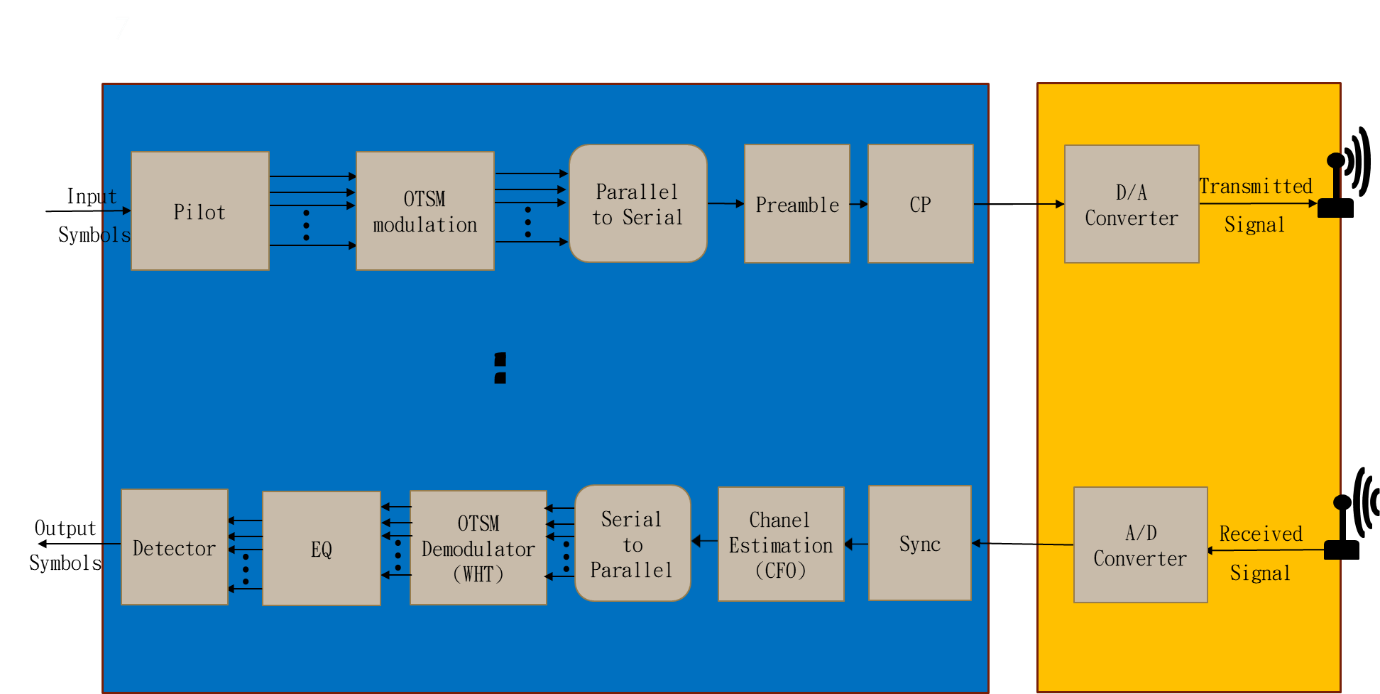 Input
Symbols
Pilot
OTSM
modulation
Parallel
to Serial
Preamble
CP
D/A
Converter
Transmitted
Signal
Output
Symbols
Detector
EQ
OTSM
Demodulator
(WHT)
Serial
to
Parallel
Chanel
Estimation
(CFO)
Sync
A/D
Converter
Received
Signal